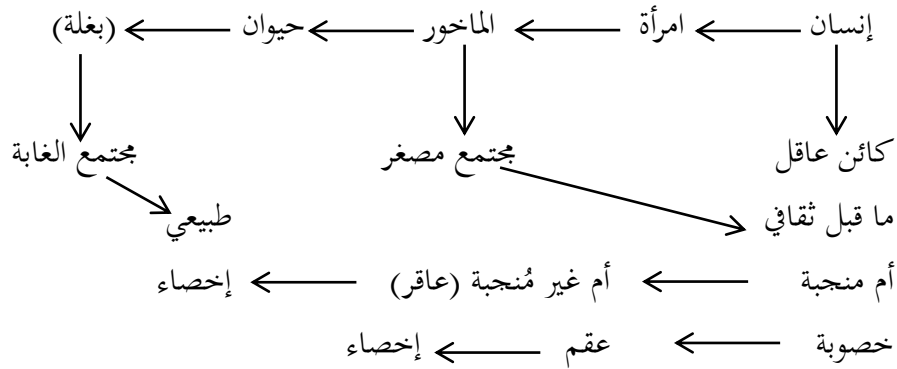 إنسان امرأة الماخور حيوان (بغلة)
كائن عاقل مجتمع مصغر مجتمع الغابة
ما قبل ثقافي طبيعي
أم منجبة أم غير مُنجبة (عاقر) إخصاء
خصوبة عقم إخصاء